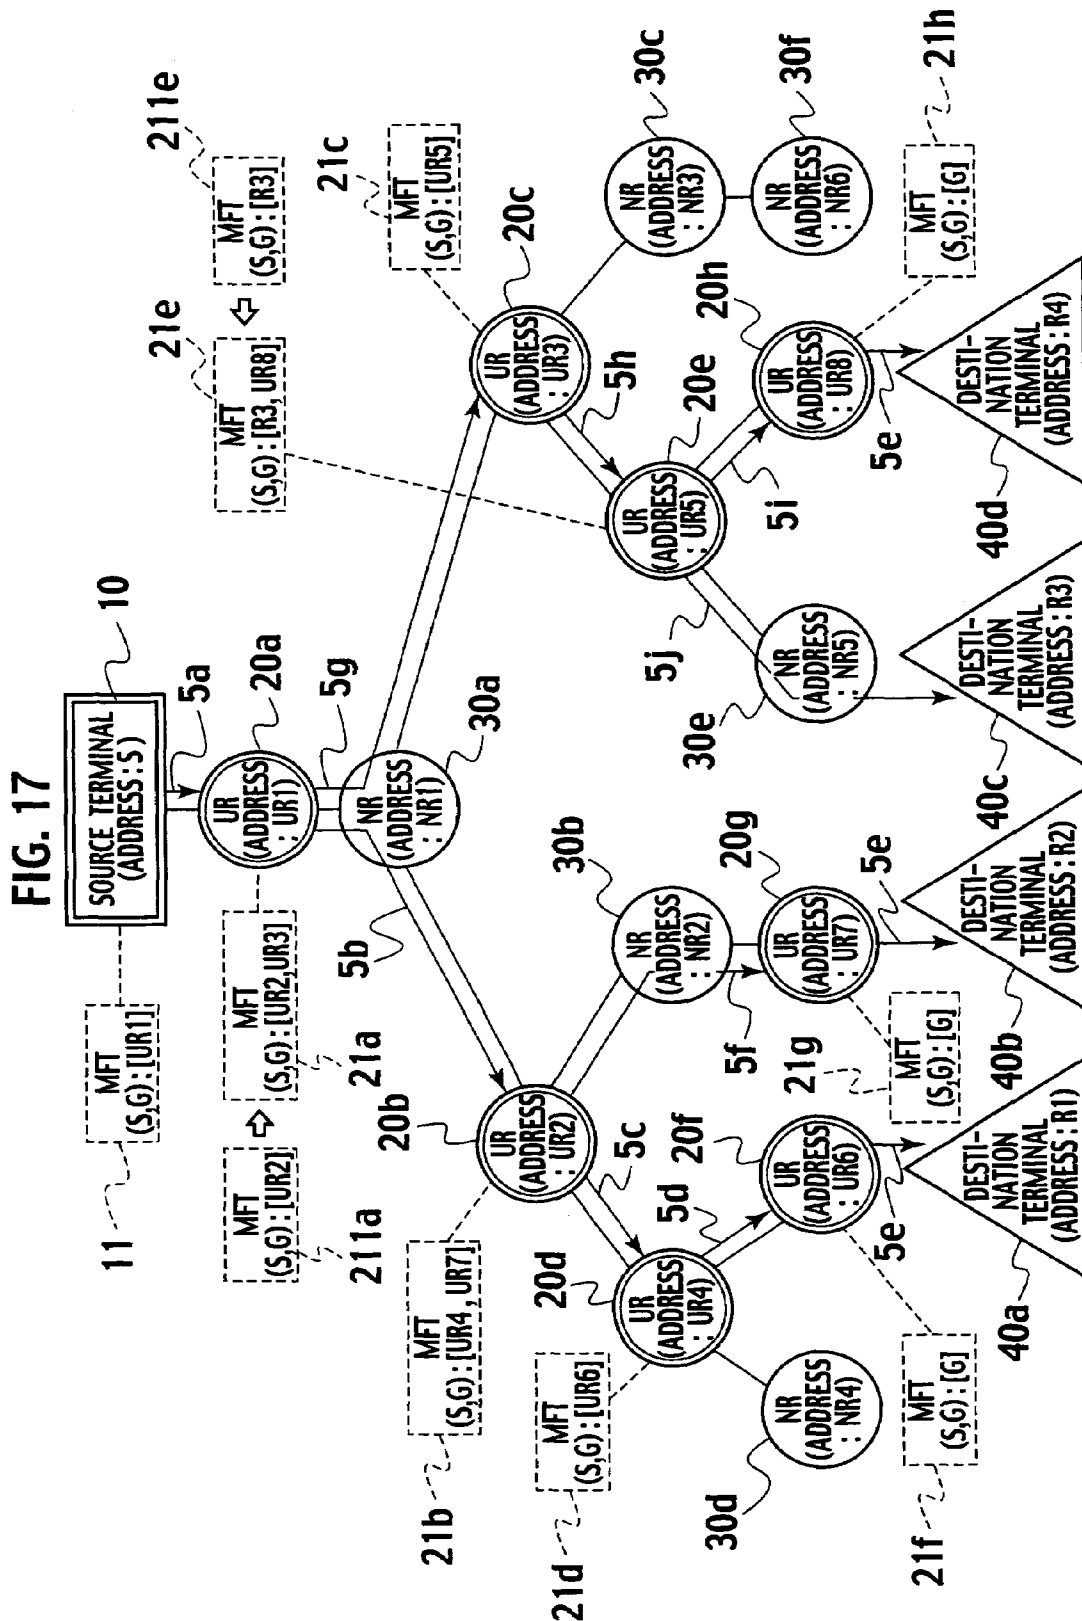 FIG. 17
SOURCE TERMINAL
(ADDRESS:S)
10
MFT
(S,G):[UR1]
11
5a
UR
(ADDRESS
: UR1)
20a
MFT
(S,G):[UR2]
211a
MFT
(S,G):[UR2,UR3]
21a
5g
NR
(ADDRESS
: NR1)
30a
5b
MFT
(S,G):[R3,UR8]
21e
MFT
(S,G):[R3]
211e
MFT
(S,G):[UR5]
21c
UR
(ADDRESS
: UR2)
20b
MFT
(S,G):[UR4,UR7]
21b
UR
(ADDRESS
: UR3)
20c
5c
5h
UR
(ADDRESS
: UR4)
20d
MFT
(S,G):[UR6]
21d
NR
(ADDRESS
: NR2)
30b
UR
(ADDRESS
: UR5)
20e
NR
(ADDRESS
: NR3)
30c
5d
5f
5j
5i
NR
(ADDRESS
: NR4)
30d
UR
(ADDRESS
: UR6)
20f
UR
(ADDRESS
: UR7)
20g
NR
(ADDRESS
: NR5)
30e
UR
(ADDRESS
: UR8)
20h
NR
(ADDRESS
: NR6)
30f
MFT
(S,G):[G]
21f
5e
MFT
(S,G):[G]
21g
5e
5e
MFT
(S,G):[G]
21h
DESTI-
NATION
TERMINAL
(ADDRESS:R1)
40a
DESTI-
NATION
TERMINAL
(ADDRESS:R2)
40b
DESTI-
NATION
TERMINAL
(ADDRESS:R3)
40c
DESTI-
NATION
TERMINAL
(ADDRESS:R4)
40d